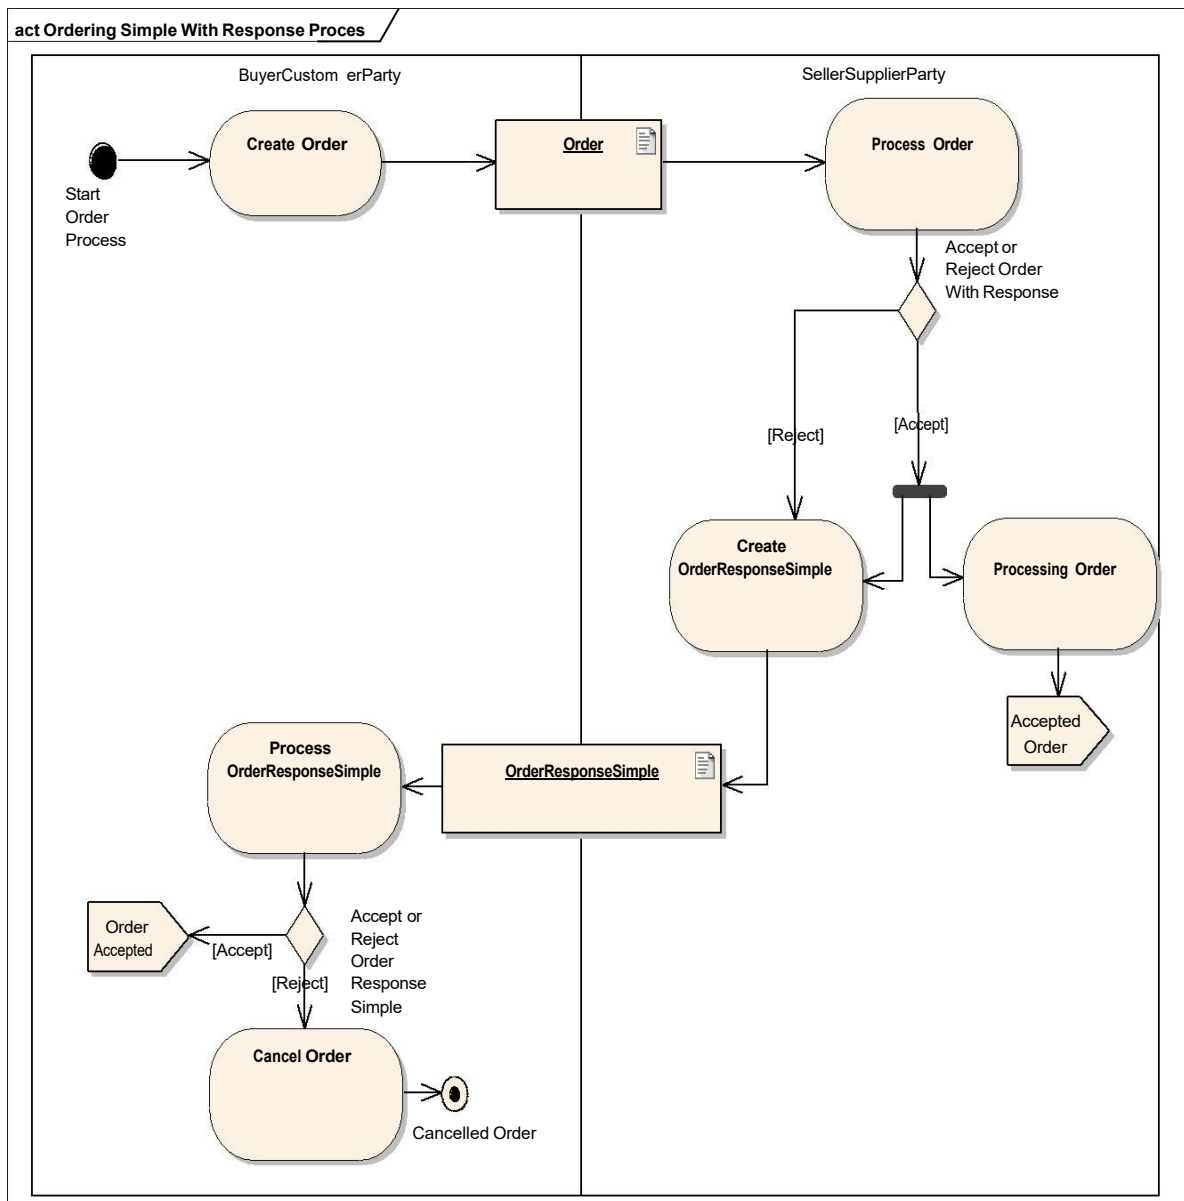 act Ordering Simple With Response Proces
BuyerCustom erParty
SellerSupplierParty
Create Order
Order
Process Order
Start
Order
Process
Accept or
Reject Order
With Response
[Reject]
[Accept]
Create
OrderResponseSimple
Processing Order
Accepted
Order
Process
OrderResponseSimple
OrderResponseSimple
Order
Accepted
[Accept]
Accept or
Reject
Order
Response
Simple
[Reject]
Cancel Order
Cancelled Order